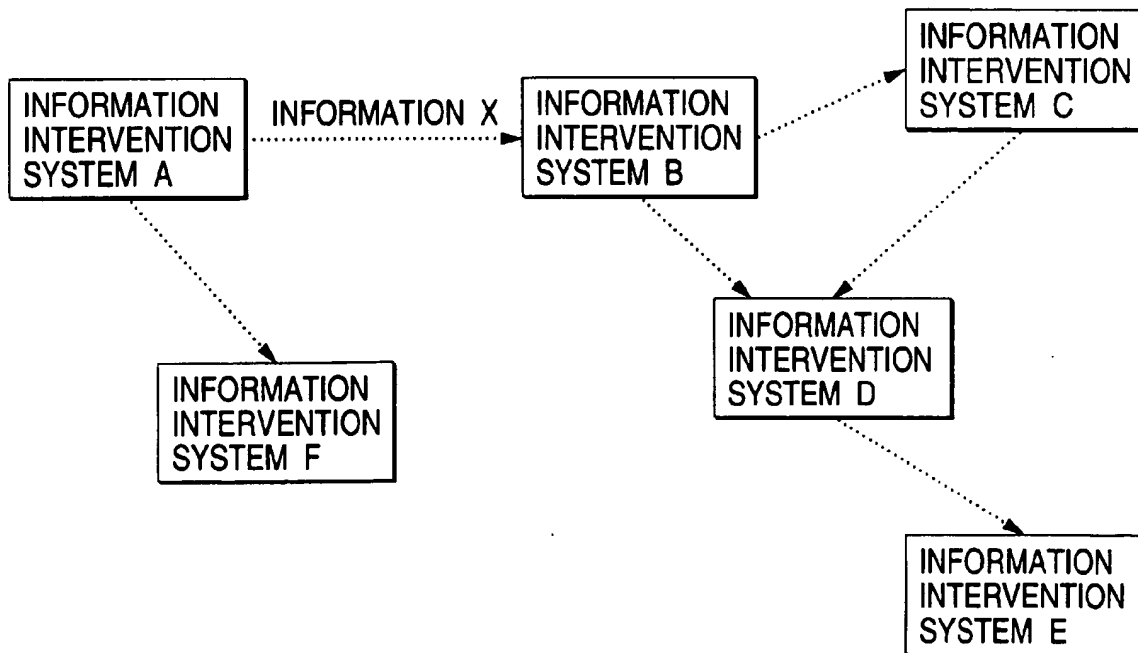 INFORMATION
INTERVENTION
SYSTEM A
INFORMATION X
INFORMATION
INTERVENTION
SYSTEM B
INFORMATION
INTERVENTION
SYSTEM C
INFORMATION
INTERVENTION
SYSTEM D
INFORMATION
INTERVENTION
SYSTEM F
INFORMATION
INTERVENTION
SYSTEM E